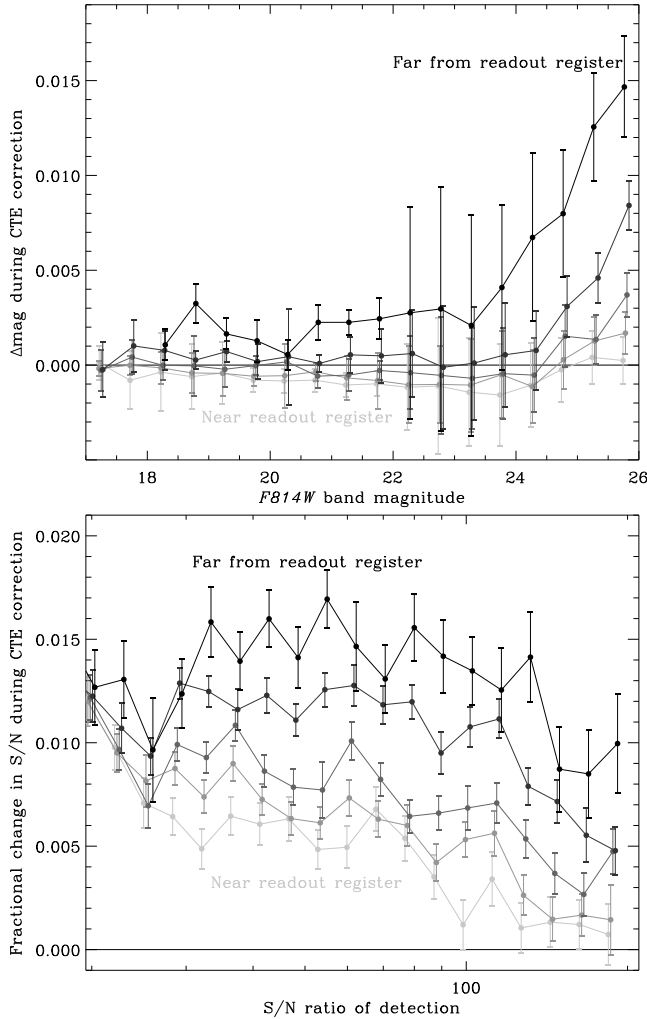 Far from readout register
0.015
0.010
0.005
0.000
Δmag during CTE correction
Near readout register
18 20 22 24 26
F814W band magnitude
0.020
Far from readout register
0.015
0.010
0.005
0.000
Fractional change in S/N during CTE correction
Near readout register
100
S/N ratio of detection